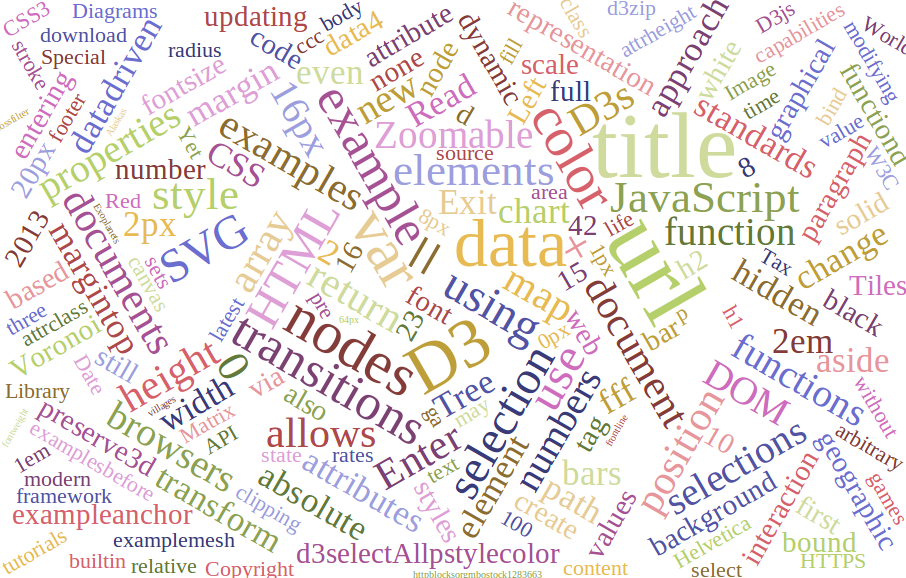 CSS3
Diagrams
download
Special
stroke
datadriven
radius
updating
code
ccc
body
data4
attribute
none
node
dynamic
fill
representation
class
d3zip
attrheight
approach
white
D3js
capabilities
Image
time
graphical
modifying
World
functiond
value
bind
W3C
entering
footer
fontsize
margin
even
16px
new
Read
d
Left
scale
full
D3s
color
title
standards
8
Paragraph
solid
20px
properties
Yet
number
CSS
examples
example
Zoomable
source
elements
area
Exit
chart
42
life
JavaScript
function
url
h2
Tax
hidden
change
Tiles
black
2013
documents
margintop
Red
2px
style
SVG
array
HTML
2
16
var
8px
//
data
x
15
1px
sets
canvas
based
three
attrclass
Voronoi
still
Date
latest
pre
return
64px
23
font
using
map
0px
web
document
bar
p
h1
2em
aside
functions
without
Library
height
0
transitions
nodes
D3
Tree
use
selection
numbers
fff
tag
frontline
DOM
10
position
selections
arbitrary
geographic
games
preserve3d
examplesbefore
fontweight
browsers
villages
width
Matrix
API
via
also
allows
state
rates
ga
may
Enter
text
element
bars
path
create
100
values
background
Helvetica
interaction
first
bound
HTTPS
1em
modern
framework
exampleanchor
transform
clipping
absolute
attributes
styles
tutorials
builtin
examplemesh
relative
Copyright
d3selectAllpstylecolor
httpblocksorgmbostock1283663
content
select